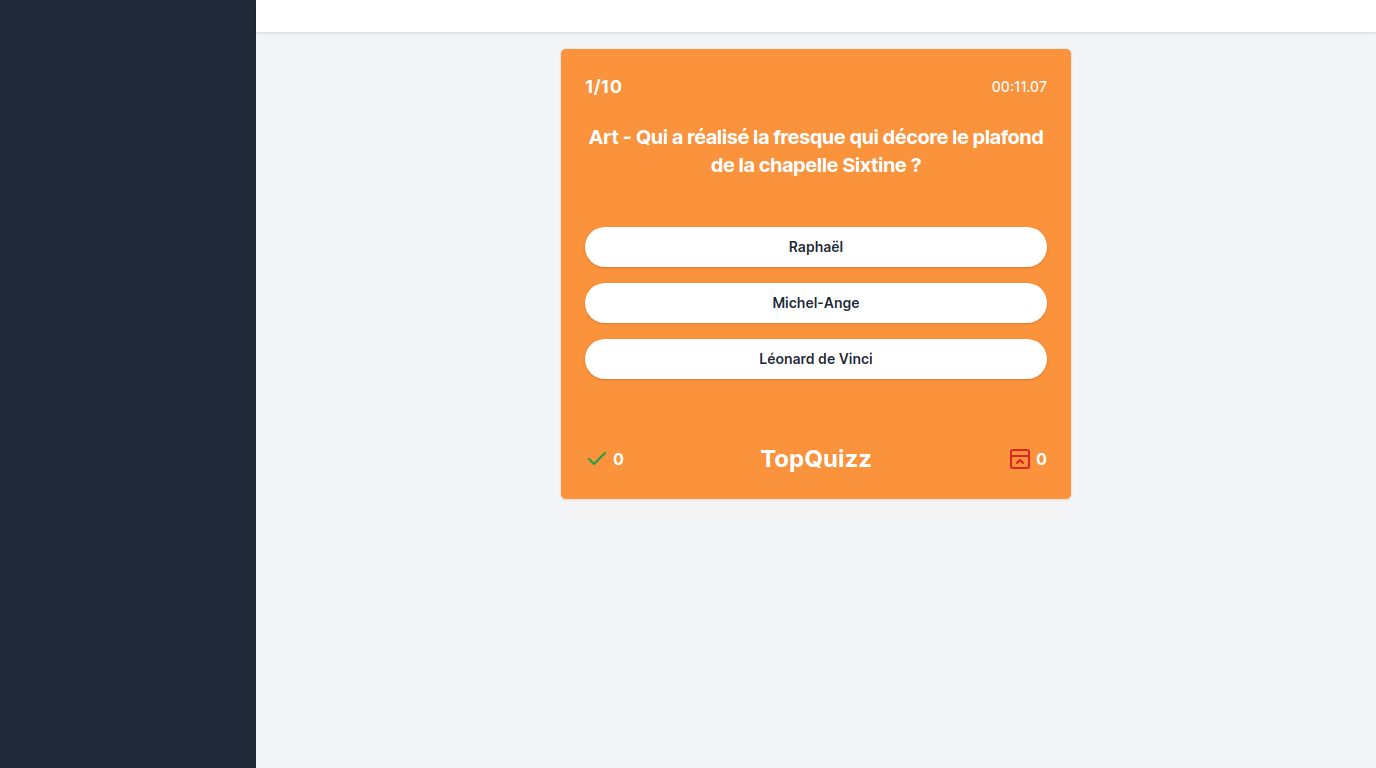 1/10
00:11.07
Art - Qui a réalisé la fresque qui décore le plafond
de la chapelle Sixtine ?
Raphaël
Michel-Ange
Léonard de Vinci
0
TopQuizz
0